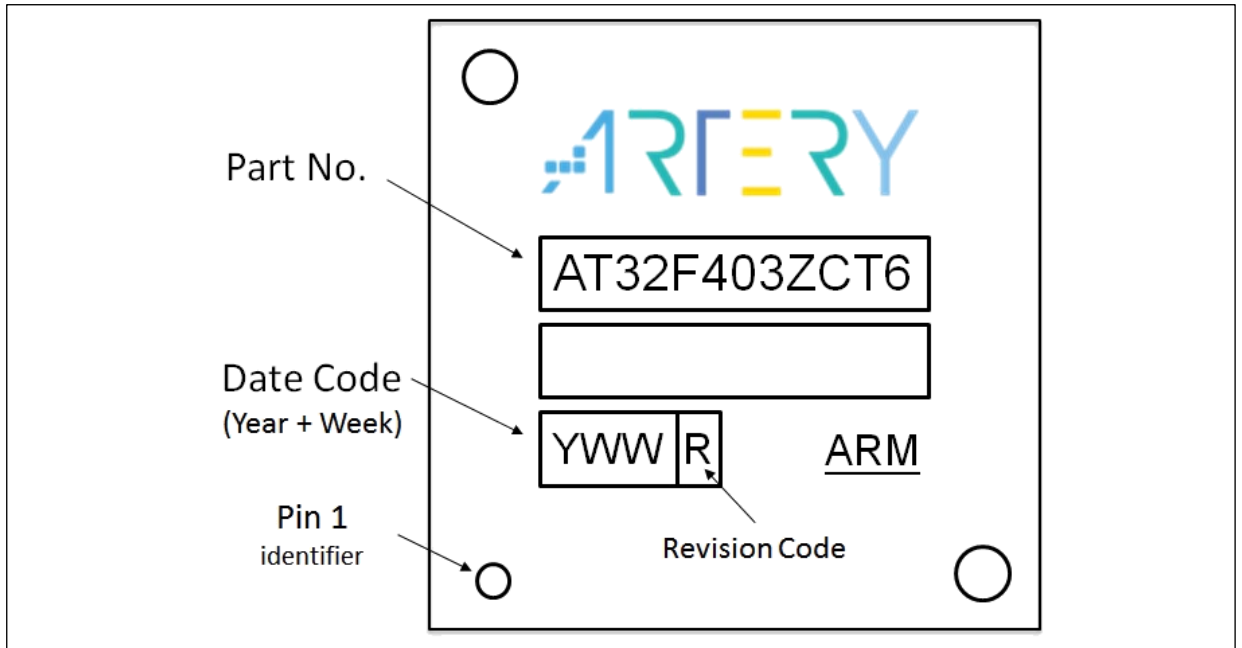 ARTERY
Part No.
AT32F403ZCT6
Date Code
(Year + Week)
YWW R
ARM
Pin 1
identifier
Revision Code